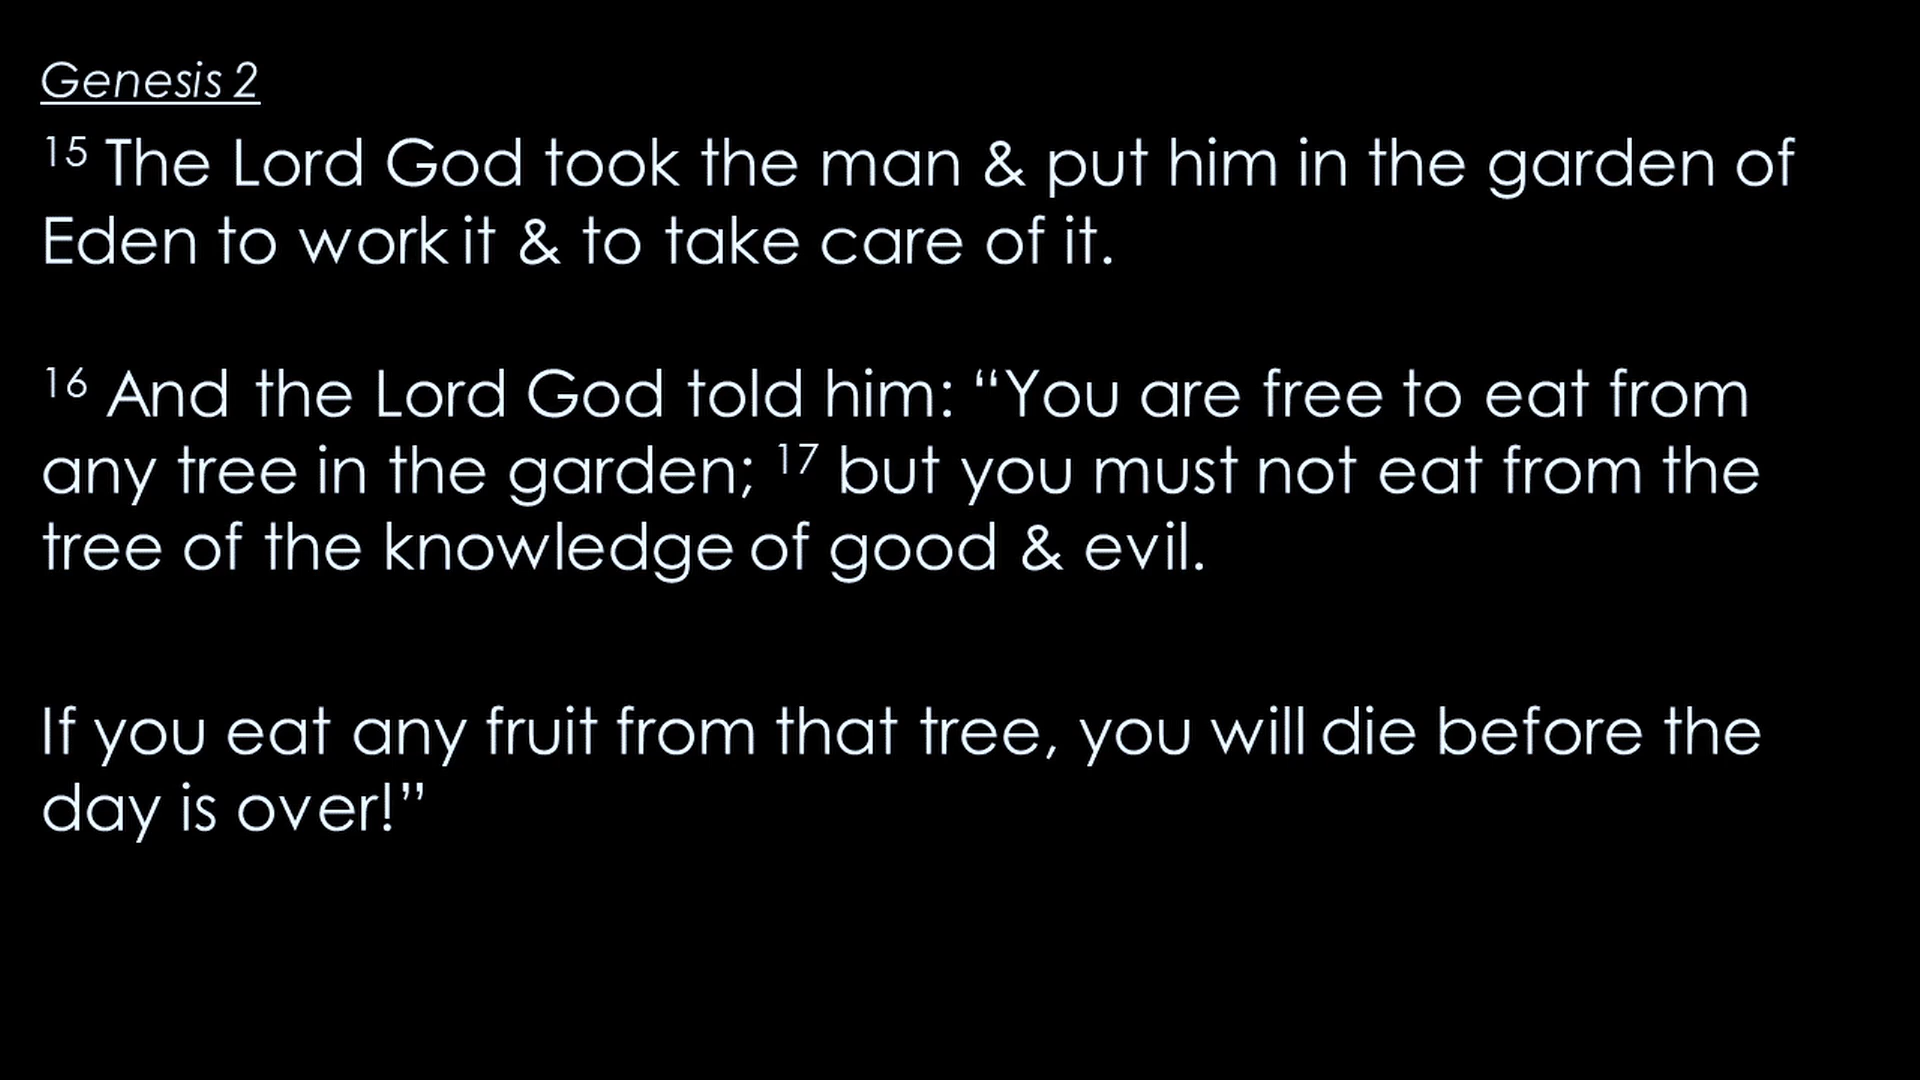 Genesis 2
15 The Lord God took the man & put him in the garden of
Eden to work it & to take care of it.
16 And the Lord God told him: “You are free to eat from
any tree in the garden; 17 but you must not eat from the
tree of the knowledge of good & evil.
If you eat any fruit from that tree, you will die before the
day is over!”